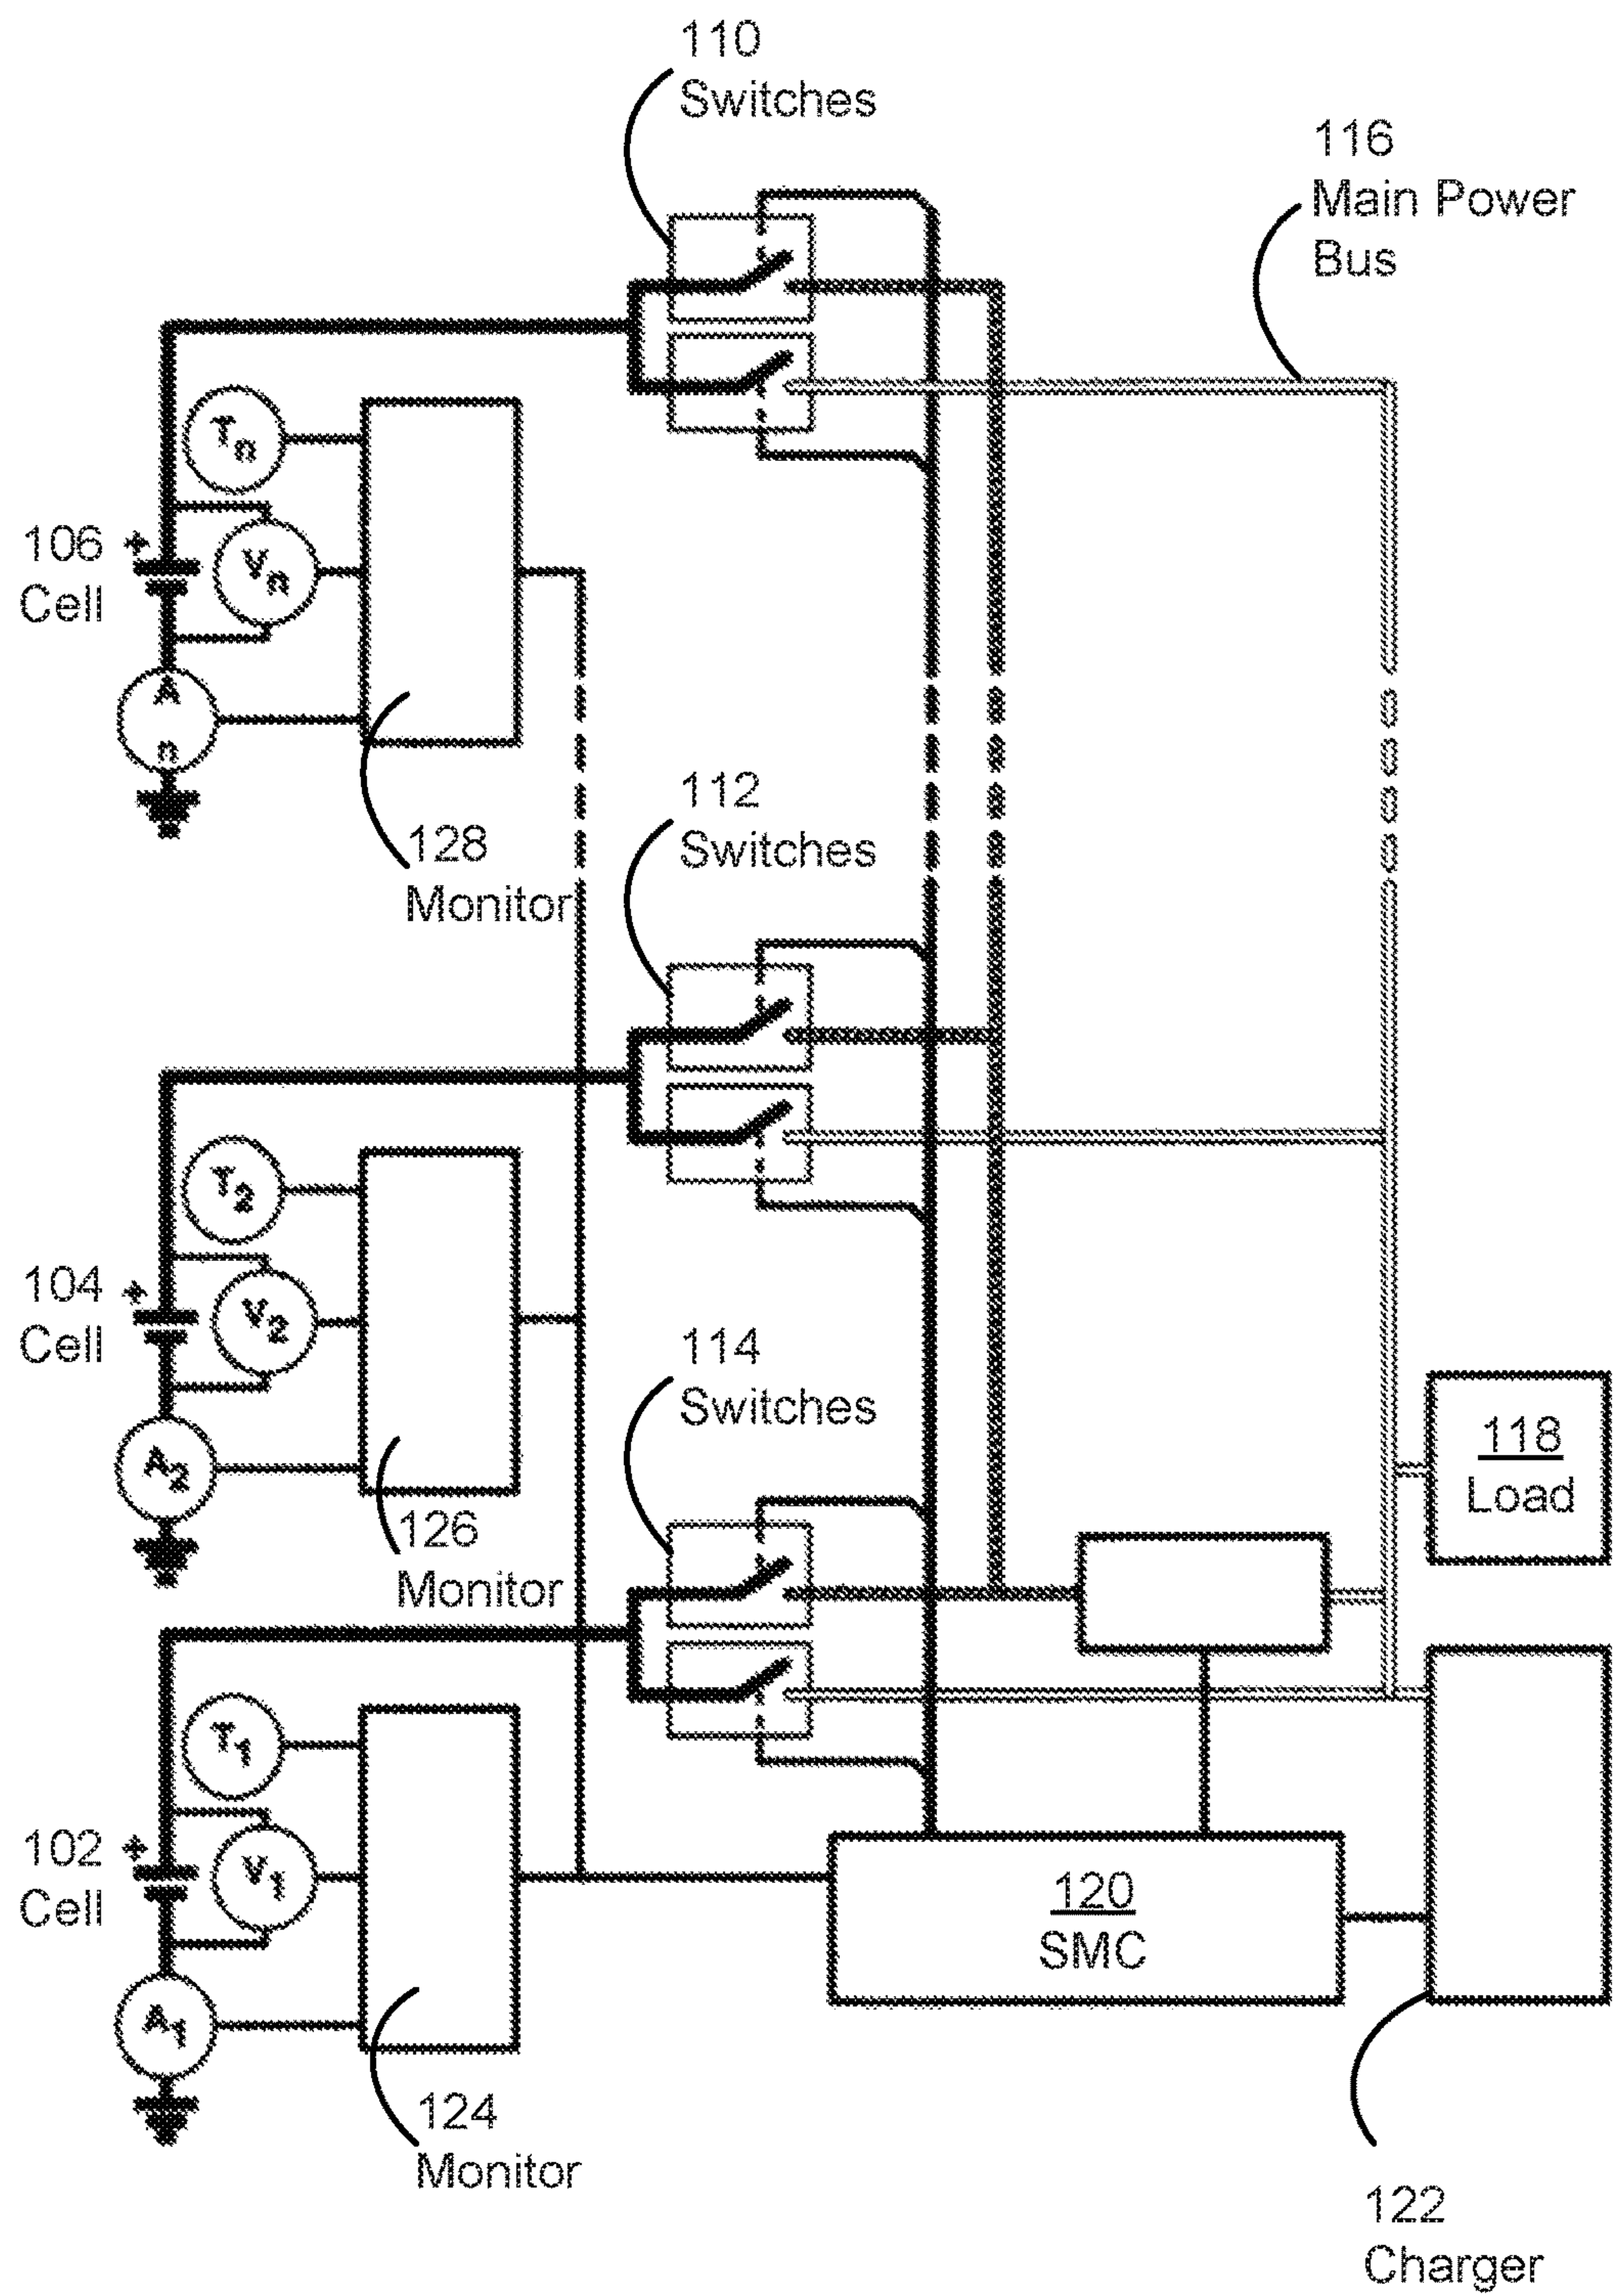 110
Switches
116
Main Power
Bus
Tn
106 +
Cell
Vn
A
n
128
Monitor
112
Switches
T2
104 +
Cell
V2
A2
126
Monitor
114
Switches
118
Load
T1
102 +
Cell
V1
A1
120
SMC
124
Monitor
122
Charger